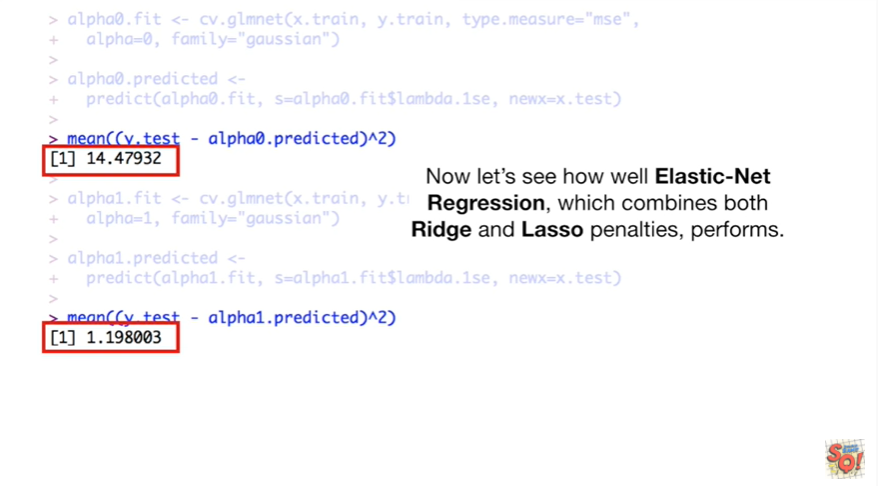 > alpha0.fit <- cv.glmnet(x.train, y.train, type.measure="mse",
+ alpha=0, family="gaussian")
>
> alpha0.predicted <-
+ predict(alpha0.fit, s=alpha0.fit$lambda.1se, newx=x.test)
>
> mean((y.test - alpha0.predicted)^2)
[1] 14.47932
>
> alpha1.fit <- cv.glmnet(x.train,
+ alpha=1, family="gaussian")
>
> alpha1.predicted <-
+ predict(alpha1.fit, s=alpha1.fit$lambda.1se, newx=x.test)
>
> mean((y.test - alpha1.predicted)^2)
[1] 1.198003
Now let's see how well Elastic-Net
Regression, which combines both
Ridge and Lasso penalties, performs.
SQ!